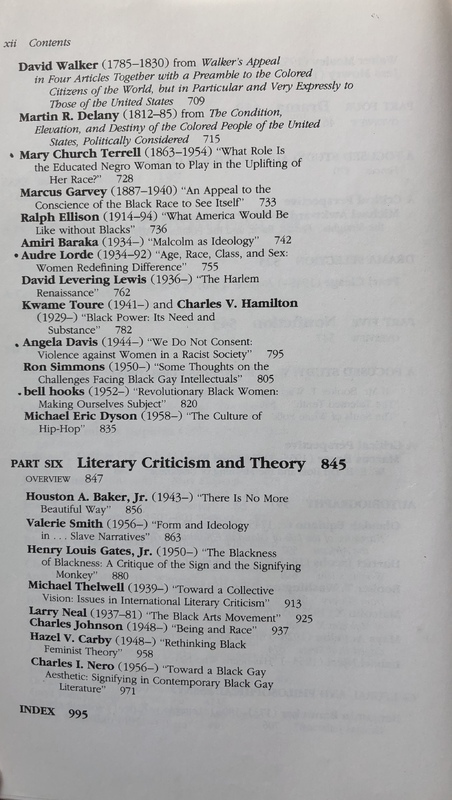 xii Contents
David Walker (1785–1830) from Walker's Appeal
in Four Articles Together with a Preamble to the Colored
Citizens of the World, but in Particular and Very Expressly to
Those of the United States 709
Martin R. Delany (1812–85) from The Condition,
Elevation, and Destiny of the Colored People of the United
States, Politically Considered 715
• Mary Church Terrell (1863–1954) “What Role Is
the Educated Negro Woman to Play in the Uplifting of
Her Race?” 728
Marcus Garvey (1887–1940) “An Appeal to the
Conscience of the Black Race to See Itself” 733
Ralph Ellison (1914–94) “What America Would Be
Like without Blacks” 736
Amiri Baraka (1934–) “Malcolm as Ideology” 742
• Audre Lorde (1934–92) “Age, Race, Class, and Sex:
Women Redefining Difference” 755
David Levering Lewis (1936–) “The Harlem
Renaissance” 762
Kwame Toure (1941–) and Charles V. Hamilton
(1929–) “Black Power: Its Need and
Substance” 782
• Angela Davis (1944–) “We Do Not Consent:
Violence against Women in a Racist Society” 795
Ron Simmons (1950–) “Some Thoughts on the
Challenges Facing Black Gay Intellectuals” 805
• bell hooks (1952–) “Revolutionary Black Women:
Making Ourselves Subject” 820
Michael Eric Dyson (1958–) “The Culture of
Hip-Hop” 835
PART SIX Literary Criticism and Theory 845
OVERVIEW 847
Houston A. Baker, Jr. (1943–) “There Is No More
Beautiful Way” 856
Valerie Smith (1956–) “Form and Ideology
in . . . Slave Narratives” 863
Henry Louis Gates, Jr. (1950–) “The Blackness
of Blackness: A Critique of the Sign and the Signifying
Monkey” 880
Michael Thelwell (1939–) “Toward a Collective
Vision: Issues in International Literary Criticism” 913
Larry Neal (1937–81) “The Black Arts Movement” 925
Charles Johnson (1948–) “Being and Race” 937
Hazel V. Carby (1948–) “Rethinking Black
Feminist Theory” 958
Charles I. Nero (1956–) “Toward a Black Gay
Aesthetic: Signifying in Contemporary Black Gay
Literature” 971
INDEX 995